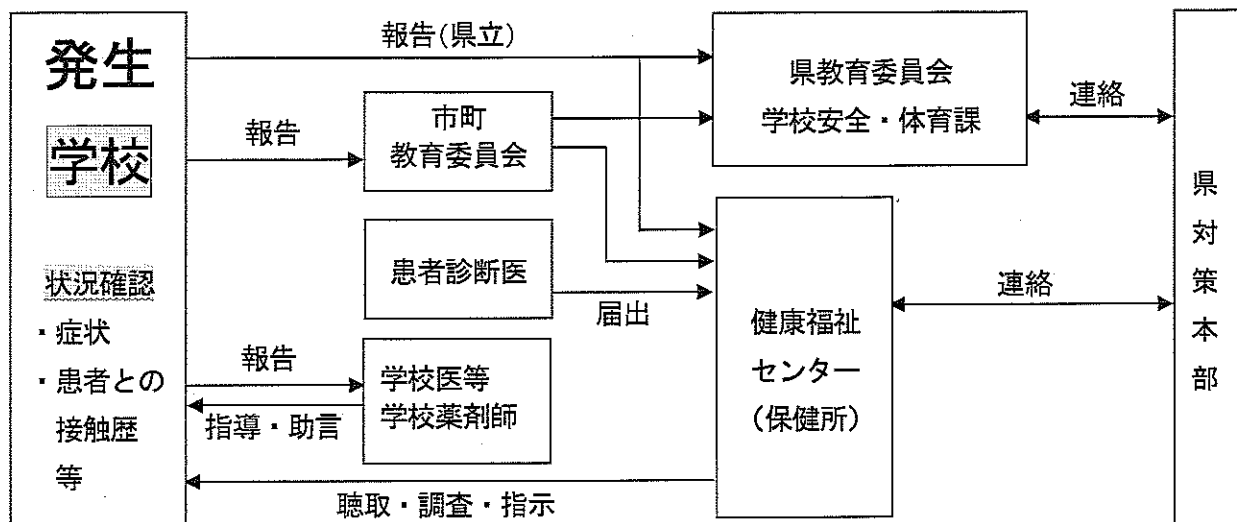 発生
学校
状況確認
・症状
・患者との
接触歴
等
報告(県立)
報告
市町
教育委員会
患者診断医
届出
報告
学校医等
学校薬剤師
指導・助言
聴取・調査・指示
県教育委員会
学校安全・体育課
健康福祉
センター
(保健所)
連絡
連絡
県
対
策
本
部